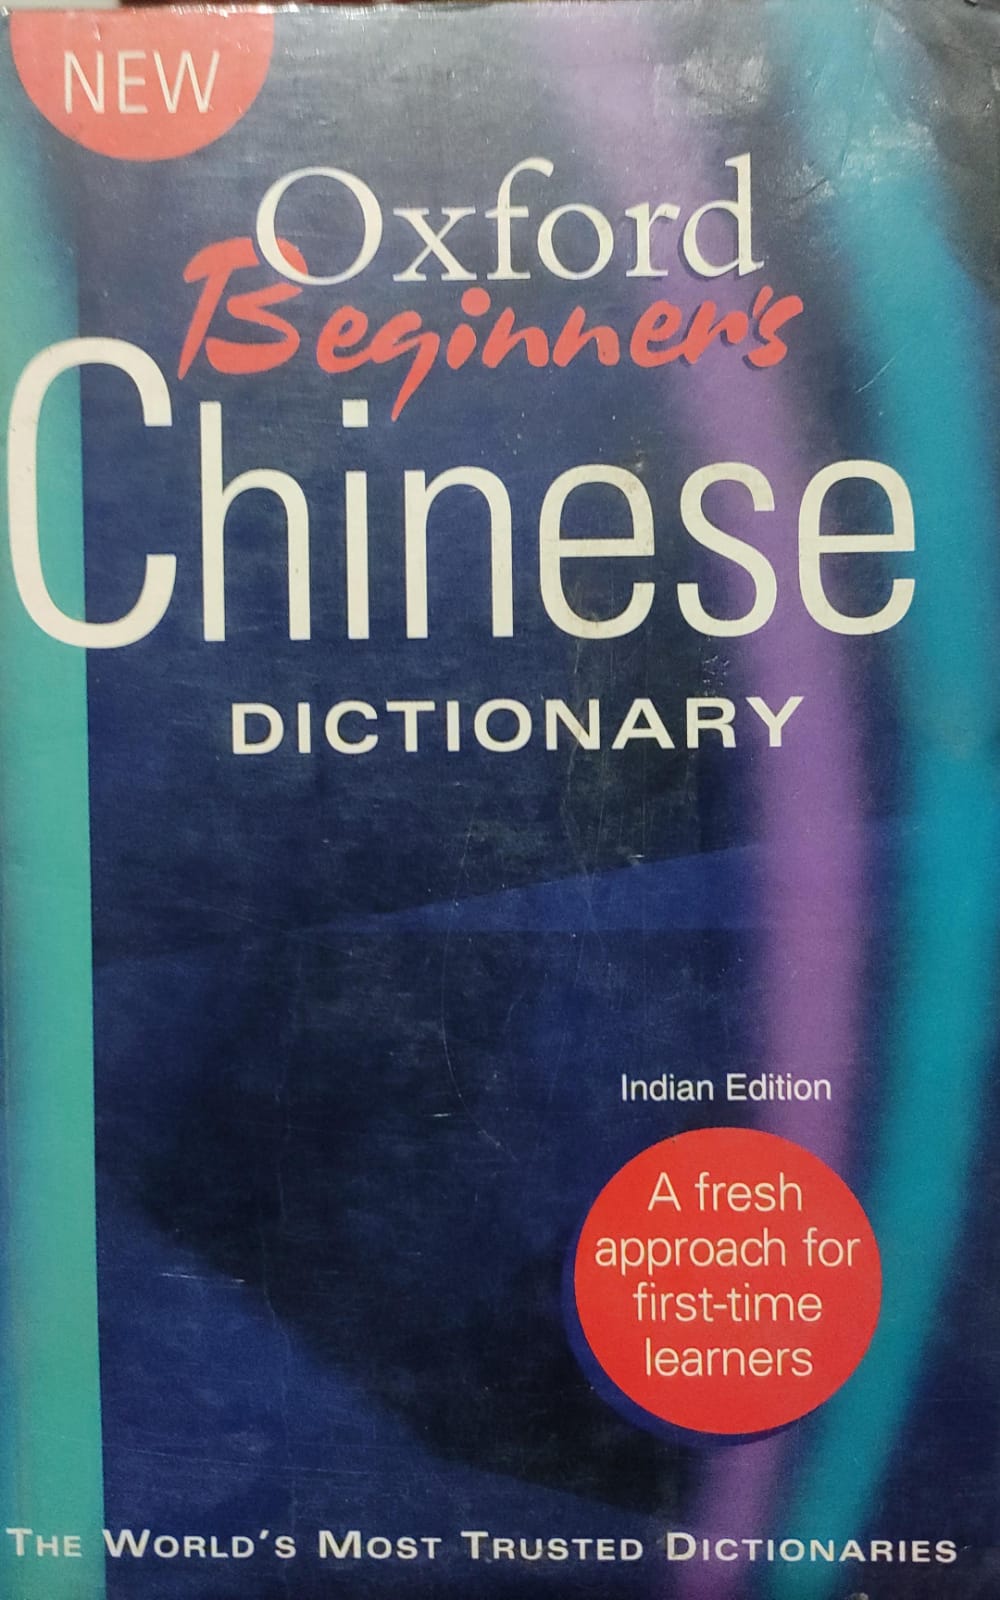 NEW
Oxford
Beginner's
Chinese
DICTIONARY
Indian Edition
A fresh
approach for
first-time
learners
THE WORLD'S MOST TRUSTED DICTIONARIES